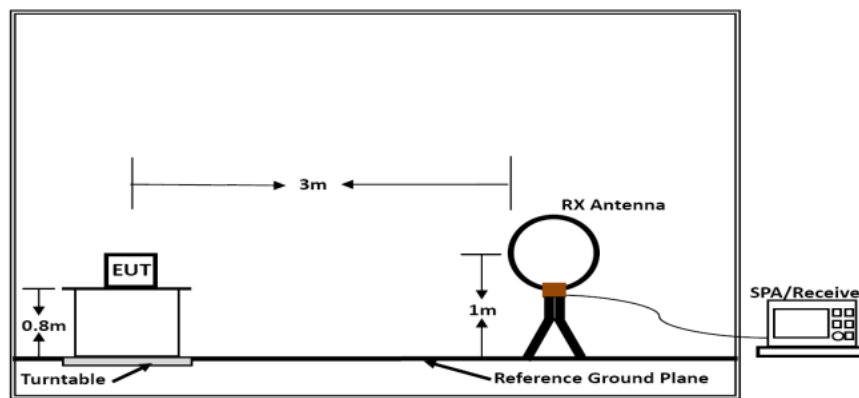 3m
RX Antenna
EUT
SPA/Receive
0.8m
1m
Turntable
Reference Ground Plane